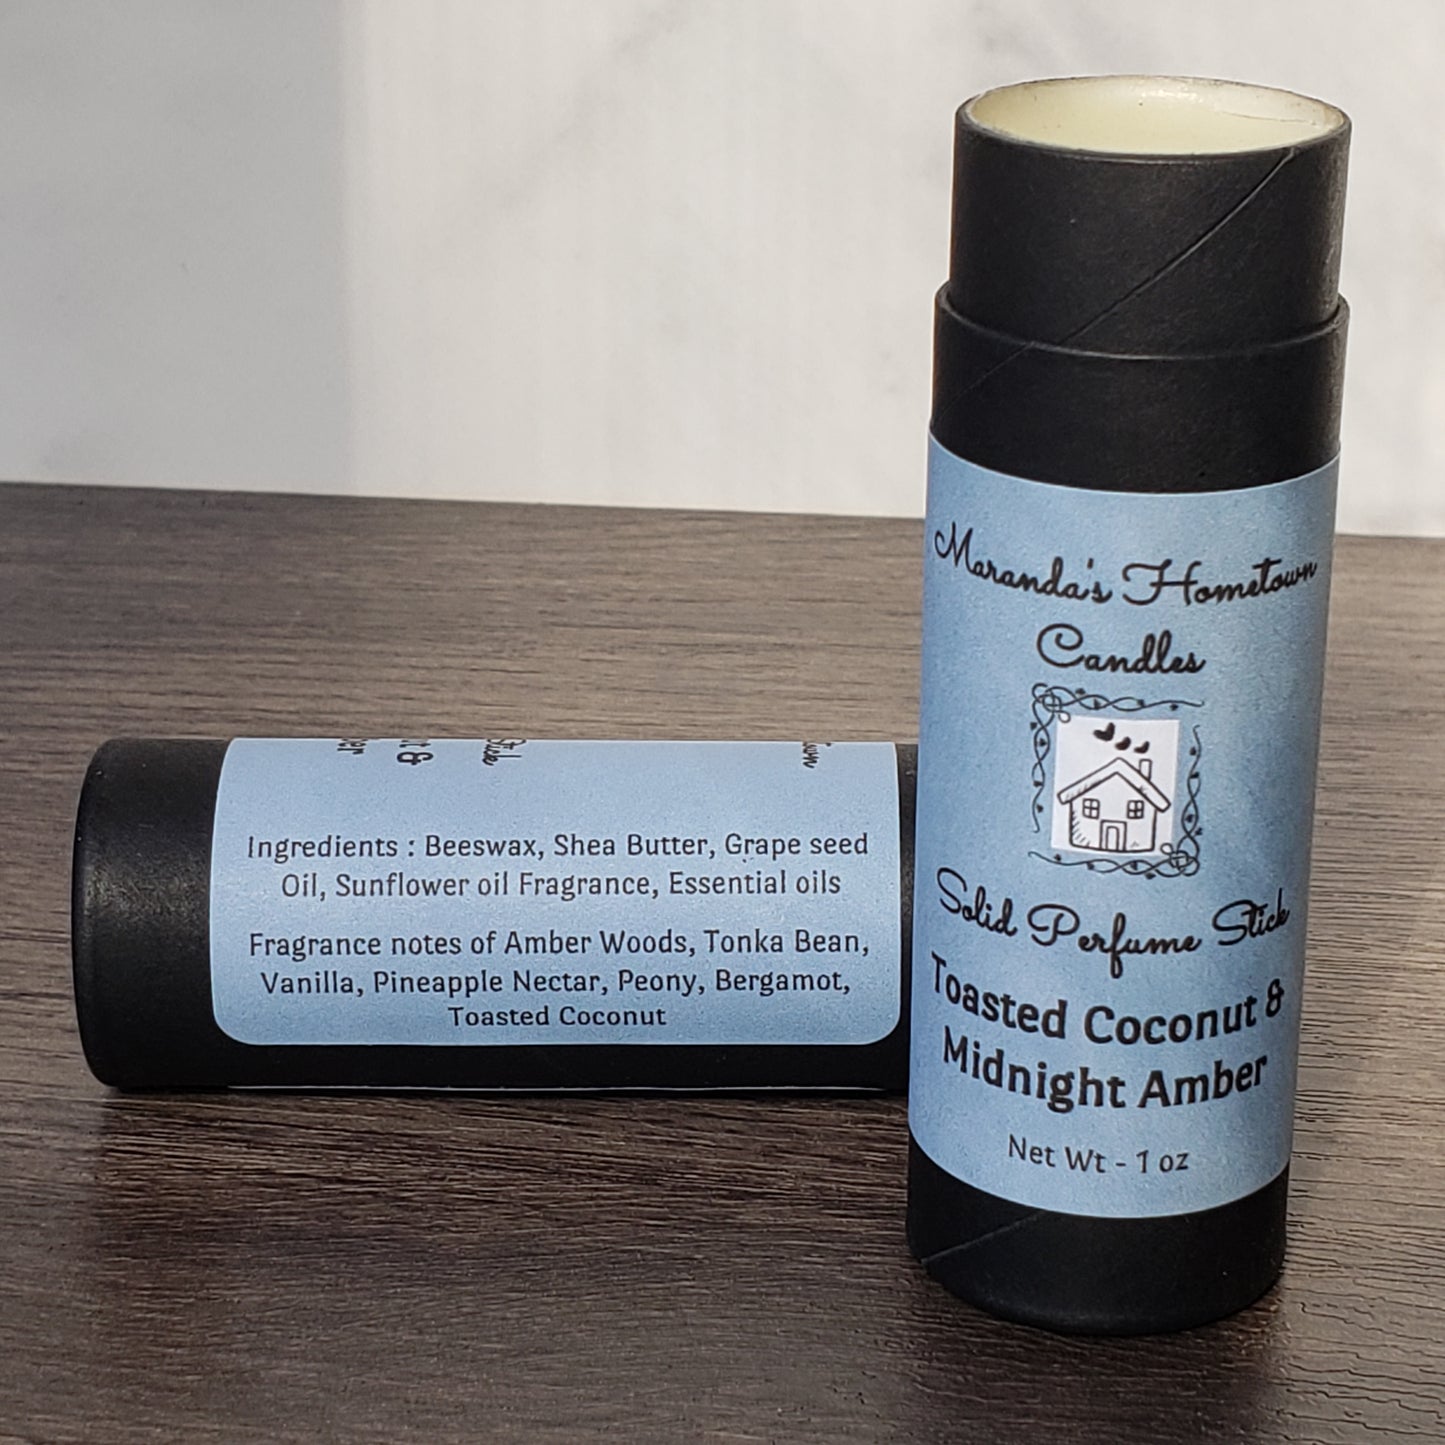 Maranda's Hometown
Candles
Solid Perfume Stick
Toasted Coconut &
Midnight Amber
Net Wt - 1 oz
Ingredients : Beeswax, Shea Butter, Grape seed
Oil, Sunflower oil Fragrance, Essential oils
Fragrance notes of Amber Woods, Tonka Bean,
Vanilla, Pineapple Nectar, Peony, Bergamot,
Toasted Coconut